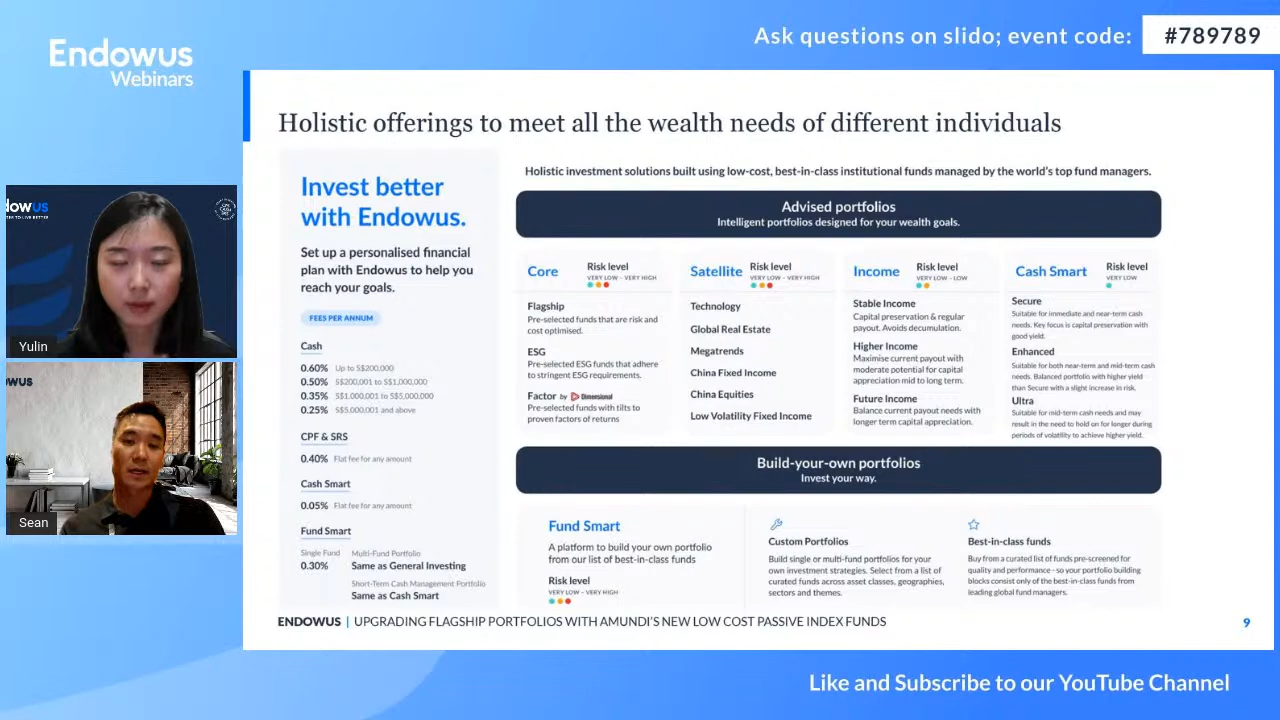 Endowus
Webinars
Ask questions on slido; event code:
#789789
Holistic offerings to meet all the wealth needs of different individuals
Invest better
with Endowus.
Set up a personalised financial
plan with Endowus to help you
reach your goals.
FEES PER ANNUM
Cash
0.60% Up to S$200,000
0.50% S$200,001 to S$1,000,000
0.35% S$1,000,001 to S$5,000,000
0.25% S$5,000,001 and above
CPF & SRS
0.40% Flat fee for any amount
Cash Smart
0.05% Flat fee for any amount
Fund Smart
Single Fund Multi-Fund Portfolio
0.30% Same as General Investing
Short-Term Cash Management Portfolio
Same as Cash Smart
Holistic investment solutions built using low-cost, best-in-class institutional funds managed by the world's top fund managers.
Advised portfolios
Intelligent portfolios designed for your wealth goals.
Core
Risk level
VERY LOW – VERY HIGH
Flagship
Pre-selected funds that are risk and
cost optimised.
ESG
Pre-selected ESG funds that adhere
to stringent ESG requirements.
Factor by Dimensional
Pre-selected funds with tilts to
proven factors of returns
Satellite
Risk level
VERY LOW – VERY HIGH
Technology
Global Real Estate
Megatrends
China Fixed Income
China Equities
Low Volatility Fixed Income
Income
Risk level
VERY LOW – LOW
Stable Income
Capital preservation & regular
payout. Avoids decumulation.
Higher Income
Maximise current payout with
moderate potential for capital
appreciation mid to long term.
Future Income
Balance current payout needs with
longer term capital appreciation.
Cash Smart
Risk level
VERY LOW
Secure
Suitable for immediate and near-term cash
needs. Key focus is capital preservation with
good yield.
Enhanced
Suitable for both near-term and mid-term cash
needs. Balanced portfolio with higher yield
than Secure with a slight increase in risk.
Ultra
Suitable for mid-term cash needs and may
result in the need to hold on for longer during
periods of volatility to achieve higher yield.
Build-your-own portfolios
Invest your way.
Fund Smart
A platform to build your own portfolio
from our list of best-in-class funds
Risk level
VERY LOW – VERY HIGH
Custom Portfolios
Build single or multi-fund portfolios for your
own investment strategies. Select from a list of
curated funds across asset classes, geographies,
sectors and themes.
Best-in-class funds
Buy from a curated list of funds pre-screened for
quality and performance - so your portfolio building
blocks consist only of the best-in-class funds from
leading global fund managers.
ENDOWUS | UPGRADING FLAGSHIP PORTFOLIOS WITH AMUNDI'S NEW LOW COST PASSIVE INDEX FUNDS
9
dowus
Yulin
owus
Sean
Like and Subscribe to our YouTube Channel